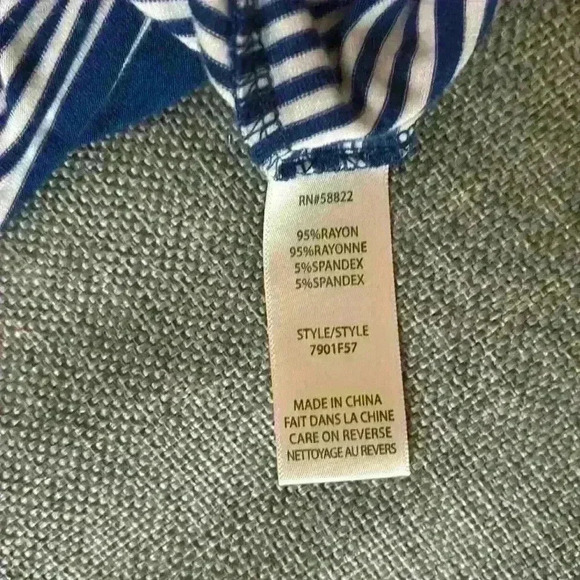 RN#58822
95%RAYON
95%RAYONNE
5%SPANDEX
5%SPANDEX
STYLE/STYLE
7901F57
MADE IN CHINA
FAIT DANS LA CHINE
CARE ON REVERSE
NETTOYAGE AU REVERS